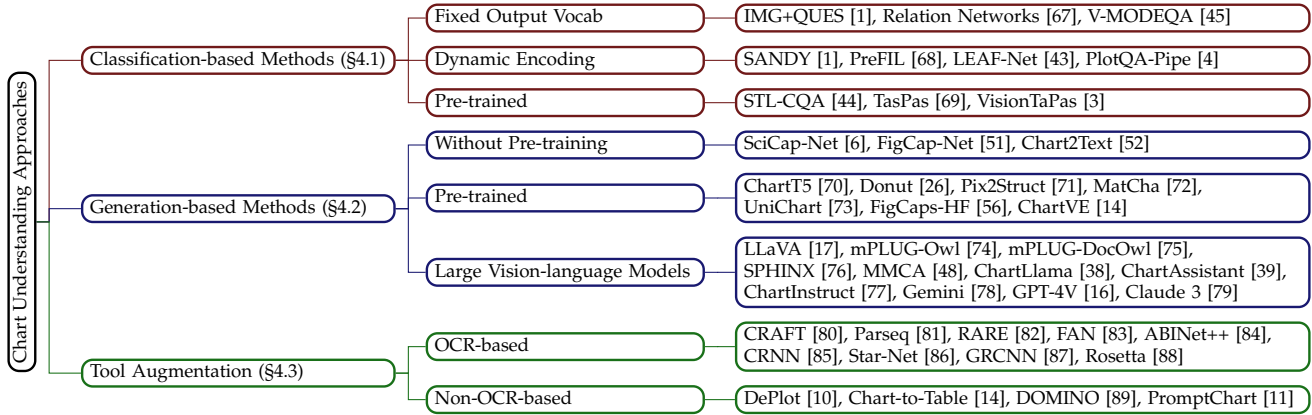 Chart Understanding Approaches
Classification-based Methods (§4.1)
Fixed Output Vocab
IMG+QUES [1], Relation Networks [67], V-MODEQA [45]
Dynamic Encoding
SANDY [1], PreFIL [68], LEAF-Net [43], PlotQA-Pipe [4]
Pre-trained
STL-CQA [44], TasPas [69], VisionTaPas [3]
Generation-based Methods (§4.2)
Without Pre-training
SciCap-Net [6], FigCap-Net [51], Chart2Text [52]
Pre-trained
ChartT5 [70], Donut [26], Pix2Struct [71], MatCha [72],
UniChart [73], FigCaps-HF [56], ChartVE [14]
Large Vision-language Models
LLaVA [17], mPLUG-Owl [74], mPLUG-DocOwl [75],
SPHINX [76], MMCA [48], ChartLlama [38], ChartAssistant [39],
ChartInstruct [77], Gemini [78], GPT-4V [16], Claude 3 [79]
Tool Augmentation (§4.3)
OCR-based
CRAFT [80], Parseq [81], RARE [82], FAN [83], ABINet++ [84],
CRNN [85], Star-Net [86], GRCNN [87], Rosetta [88]
Non-OCR-based
DePlot [10], Chart-to-Table [14], DOMINO [89], PromptChart [11]